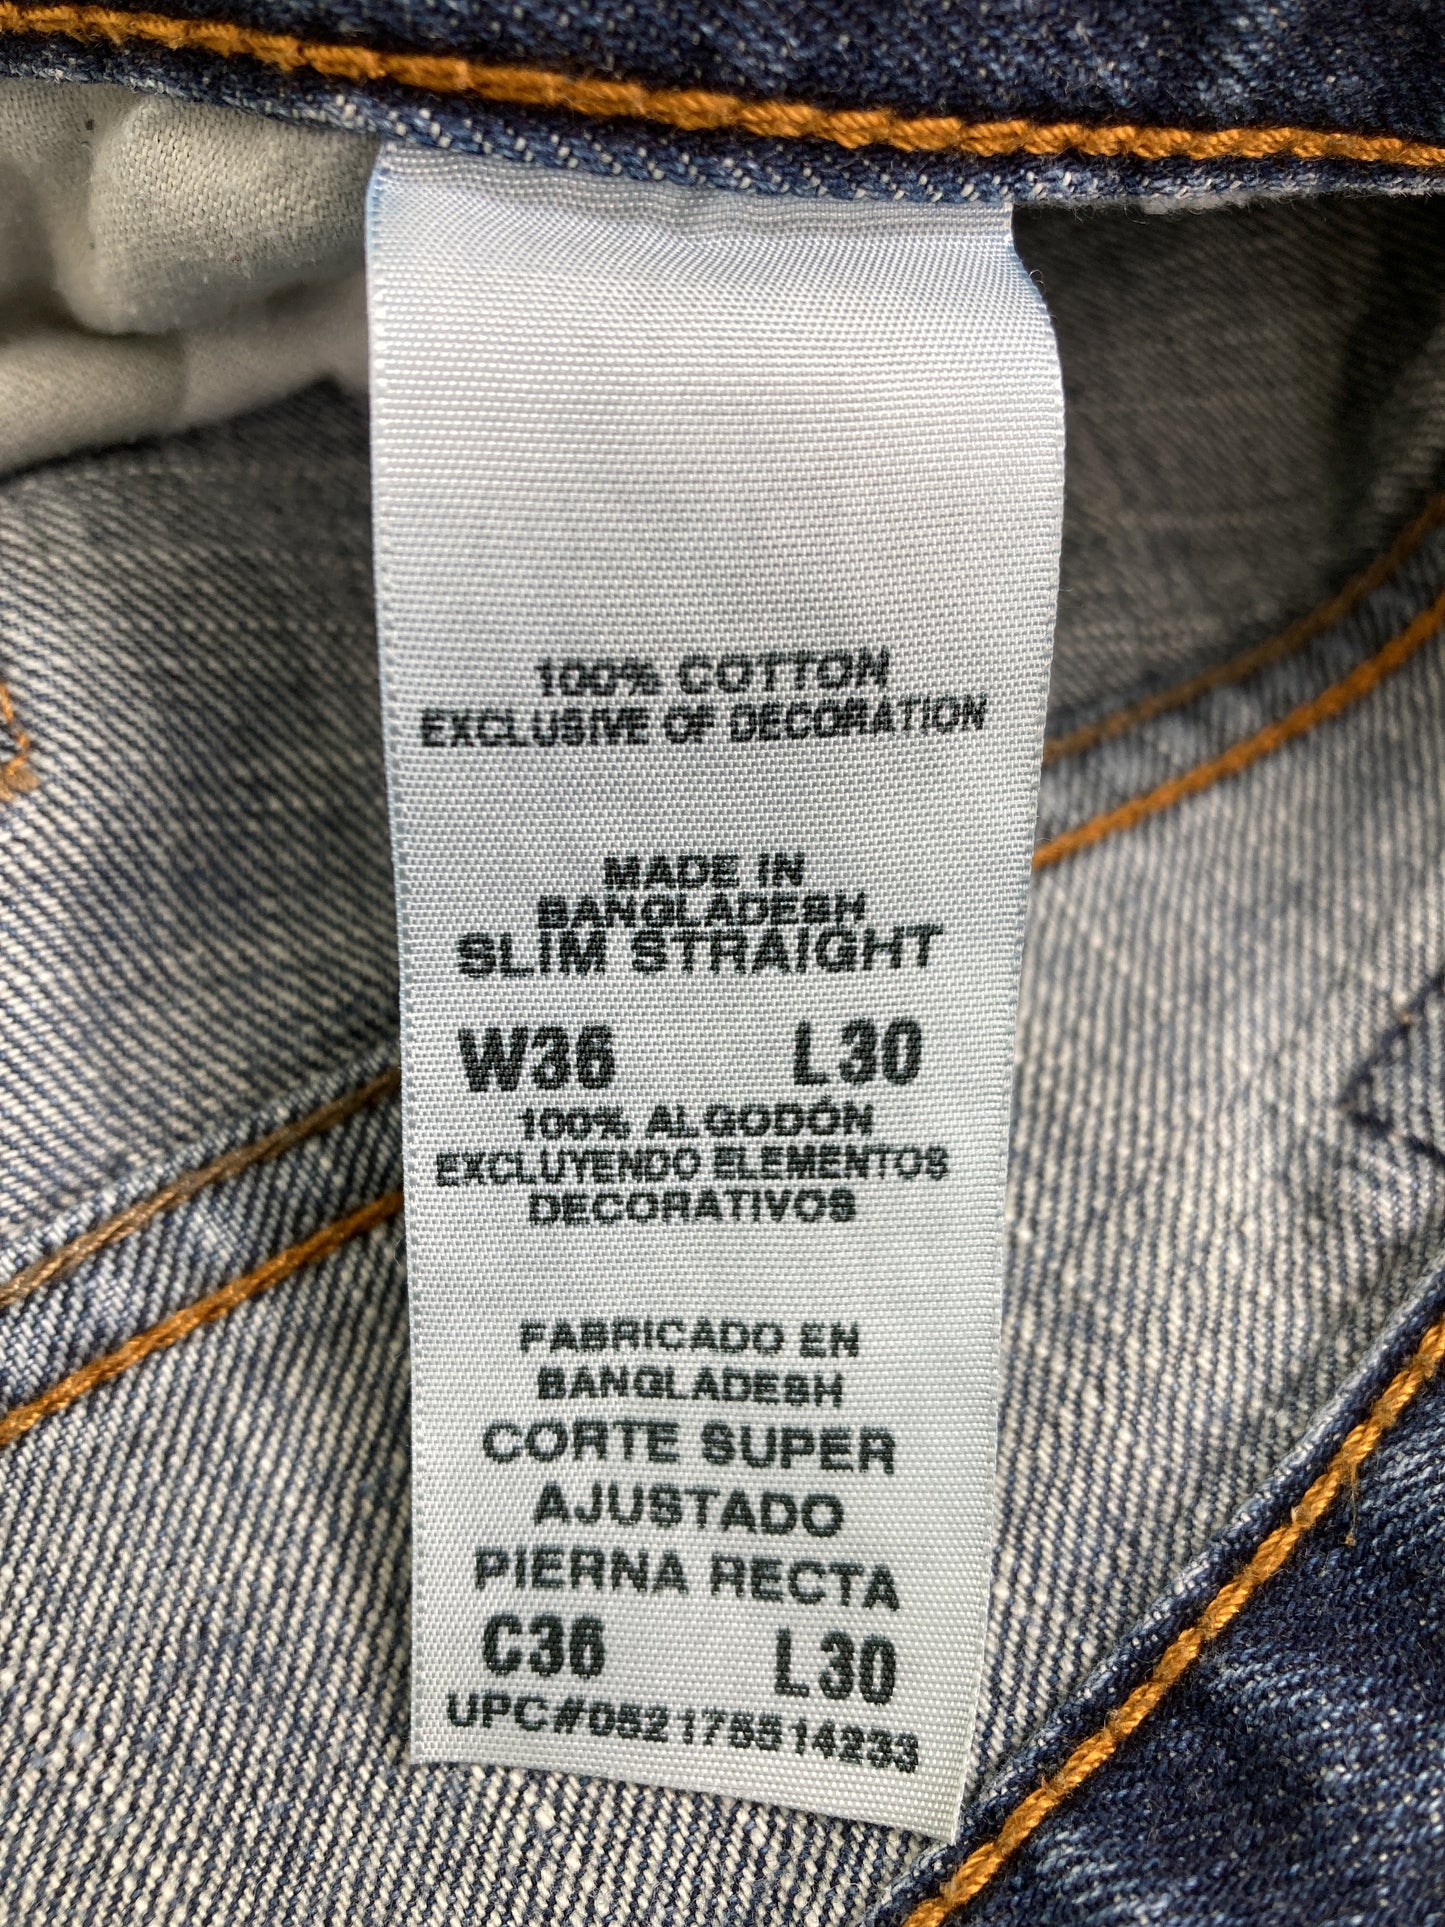 100% COTTON
EXCLUSIVE OF DECORATION
MADE IN
BANGLADESH
SLIM STRAIGHT
W36 L30
100% ALGODÓN
EXCLUYENDO ELEMENTOS
DECORATIVOS
FABRICADO EN
BANGLADESH
CORTE SUPER
AJUSTADO
PIERNA RECTA
C36 L30
UPC#052175514233